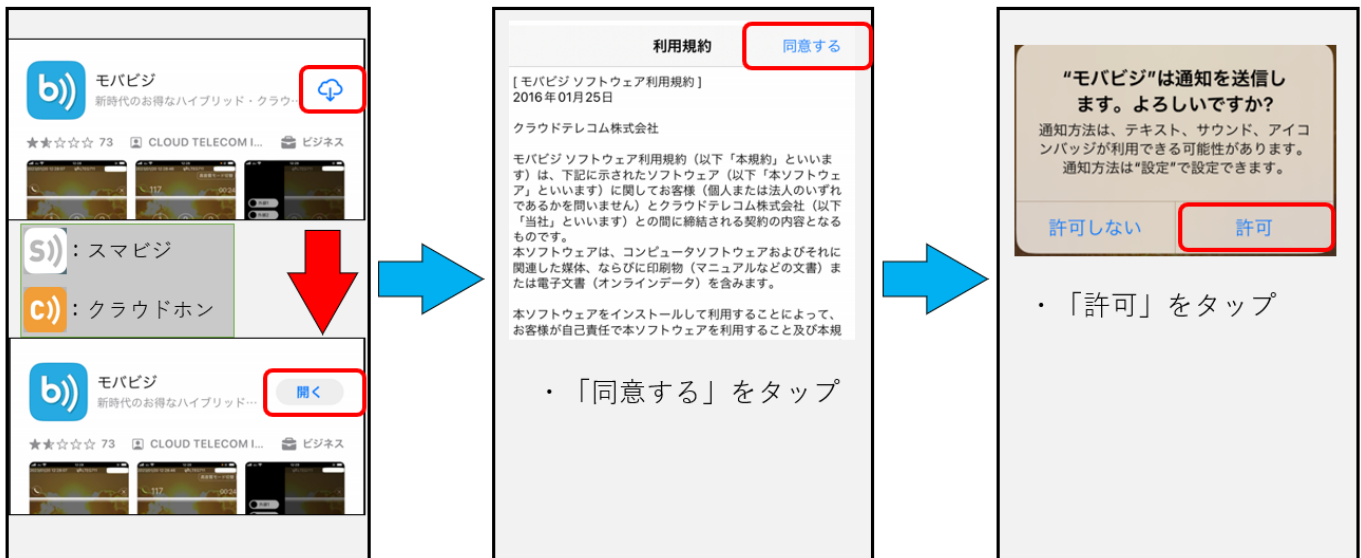 モバビジ
新時代のお得なハイブリッド・クラウ…
★★☆☆☆ 73 CLOUD TELECOM I... ビジネス
S)) : スマビジ
C)) : クラウドホン
モバビジ
新時代のお得なハイブリッド…
開く
★★☆☆☆ 73 CLOUD TELECOM I... ビジネス
利用規約 同意する
[ モバビジ ソフトウェア利用規約 ]
2016年01月25日
クラウドテレコム株式会社
モバビジ ソフトウェア利用規約（以下「本規約」といいま
す）は、下記に示されたソフトウェア（以下「本ソフトウェ
ア」といいます）に関してお客様（個人または法人のいずれ
であるかを問いません）とクラウドテレコム株式会社（以下
「当社」といいます）との間に締結される契約の内容となる
ものです。
本ソフトウェアは、コンピュータソフトウェアおよびそれに
関連した媒体、ならびに印刷物（マニュアルなどの文書）ま
たは電子文書（オンラインデータ）を含みます。
本ソフトウェアをインストールして利用することによって、
お客様が自己責任で本ソフトウェアを利用すること及び本規
・「同意する」をタップ
“モバビジ”は通知を送信し
ます。よろしいですか?
通知方法は、テキスト、サウンド、アイコ
ンバッジが利用できる可能性があります。
通知方法は“設定”で設定できます。
許可しない 許可
・「許可」をタップ